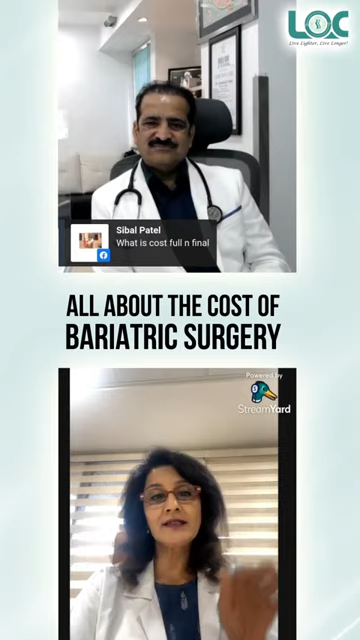 LOC
Live Lighter, Live Longer!
Sibal Patel
What is cost full n final
ALL ABOUT THE COST OF
BARIATRIC SURGERY
Powered by
StreamYard